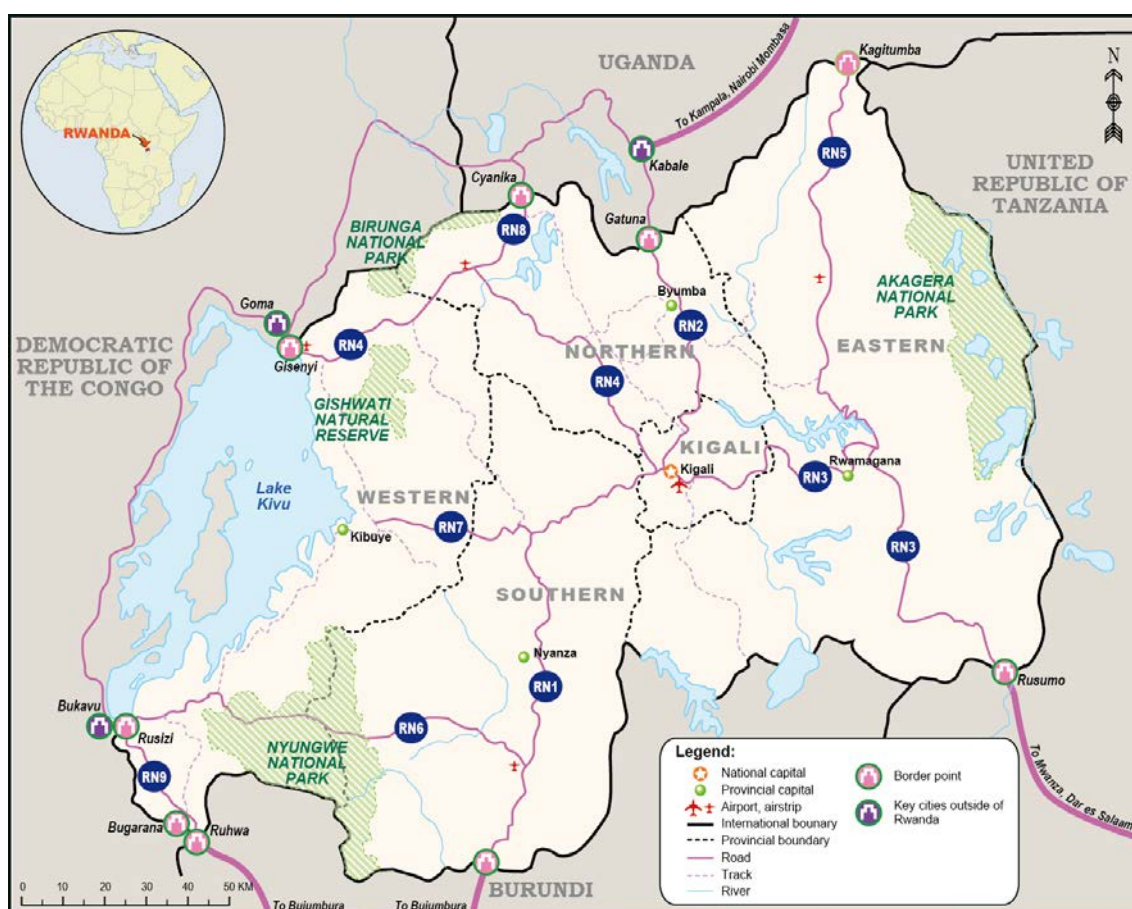 RWANDA
UGANDA
Kagitumba
N
To Kampala, Nairobi Mombasa
Kabale
RN5
UNITED
REPUBLIC OF
TANZANIA
Cyanika
BIRUNGA
NATIONAL
PARK
RN8
Gatuna
Goma
Byumba
AKAGERA
NATIONAL
PARK
DEMOCRATIC
REPUBLIC OF
THE CONGO
Gisenyi
RN4
RN2
NORTHERN
EASTERN
RN4
GISHWATI
NATURAL
RESERVE
KIGALI
Kigali
Rwamagana
RN3
Lake
Kivu
WESTERN
Kibuye
RN7
RN3
SOUTHERN
Nyanza
RN1
Rusumo
Bukavu
Rusizi
RN6
NYUNGWE
NATIONAL
PARK
RN9
Bugarana
Ruhwa
To Mwanza, Dar es Salaam
BURUNDI
To Bujumbura
To Bujumbura
0 10 20 30 40 50 KM
Legend:
National capital
Provincial capital
Airport, airstrip
International bounary
Provincial boundary
Road
Track
River
Border point
Key cities outside of
Rwanda